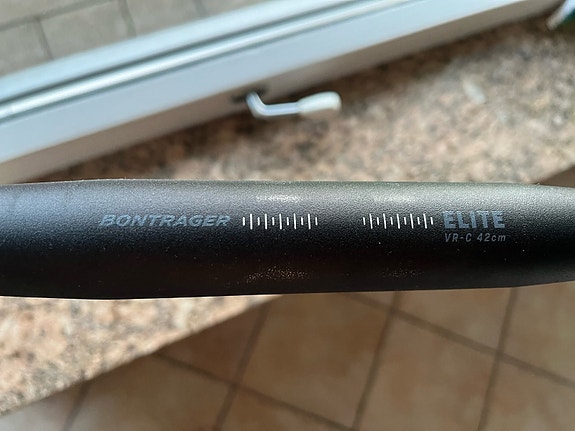 BONTRAGER ELITE
VR-C 42cm